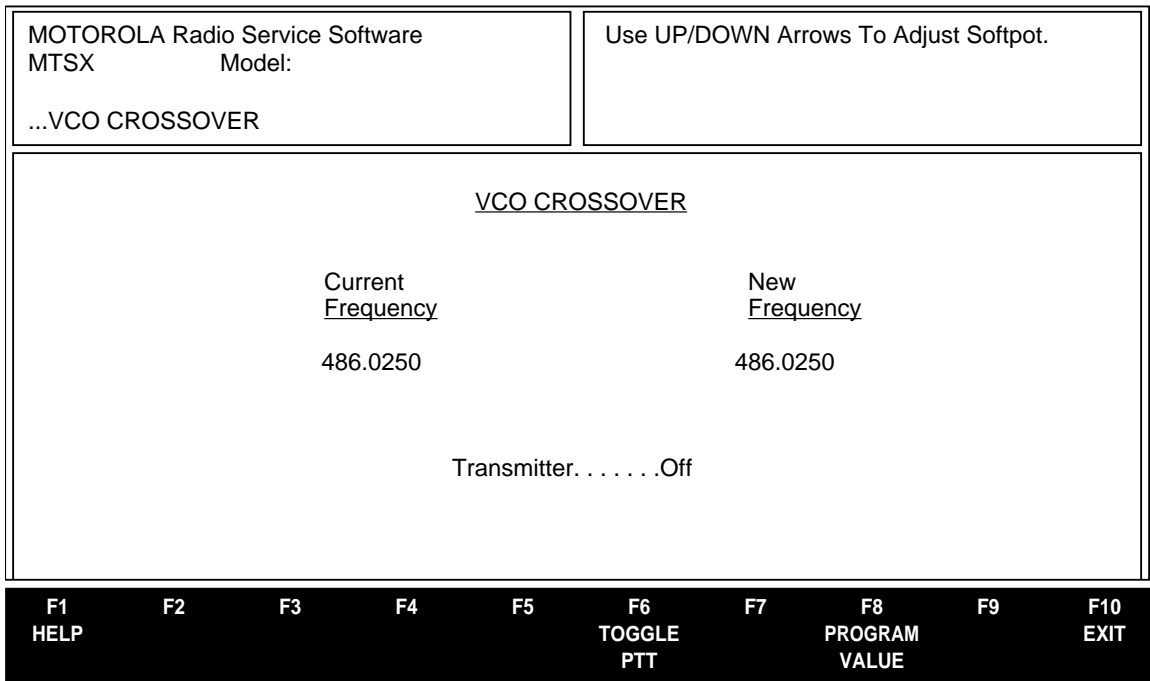 MOTOROLA Radio Service Software
MTSX Model:
...VCO CROSSOVER
Use UP/DOWN Arrows To Adjust Softpot.
VCO CROSSOVER
Current New
Frequency Frequency
486.0250 486.0250
Transmitter. . . . . . .Off
F1 F2 F3 F4 F5 F6 F7 F8 F9 F10
HELP TOGGLE PROGRAM EXIT
PTT VALUE